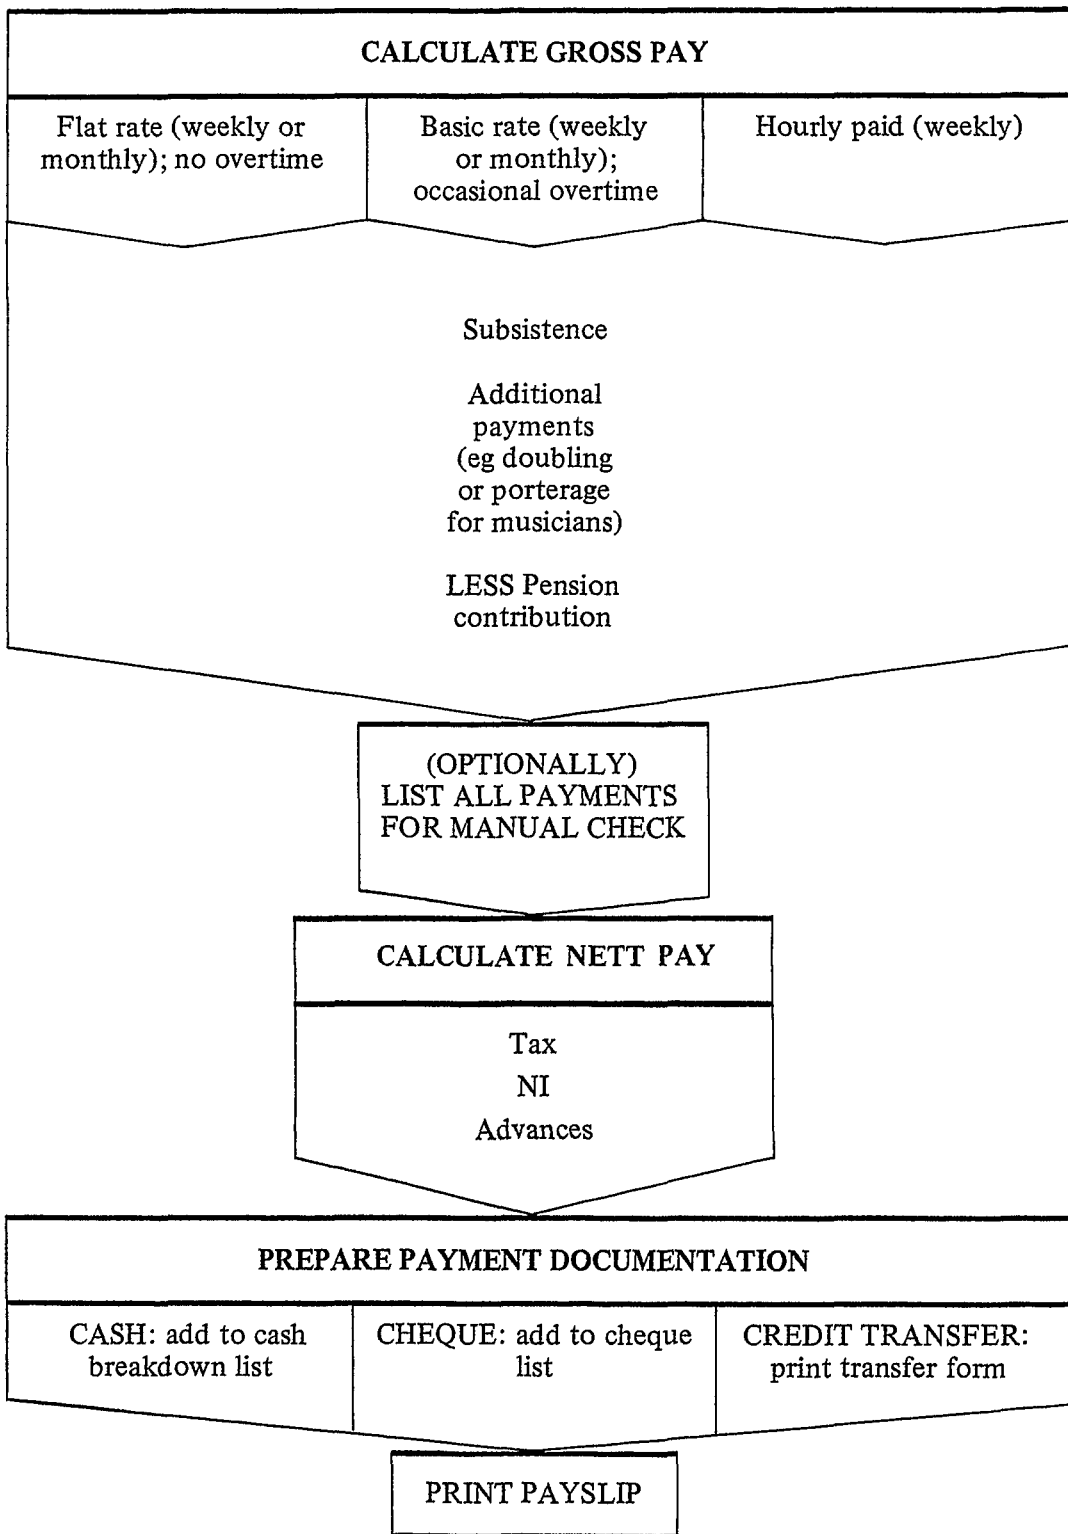 CALCULATE GROSS PAY
Flat rate (weekly or
monthly); no overtime
Basic rate (weekly
or monthly);
occasional overtime
Hourly paid (weekly)
Subsistence
Additional
payments
(eg doubling
or porterage
for musicians)
LESS Pension
contribution
(OPTIONALLY)
LIST ALL PAYMENTS
FOR MANUAL CHECK
CALCULATE NETT PAY
Tax
NI
Advances
PREPARE PAYMENT DOCUMENTATION
CASH: add to cash
breakdown list
CHEQUE: add to cheque
list
CREDIT TRANSFER:
print transfer form
PRINT PAYSLIP